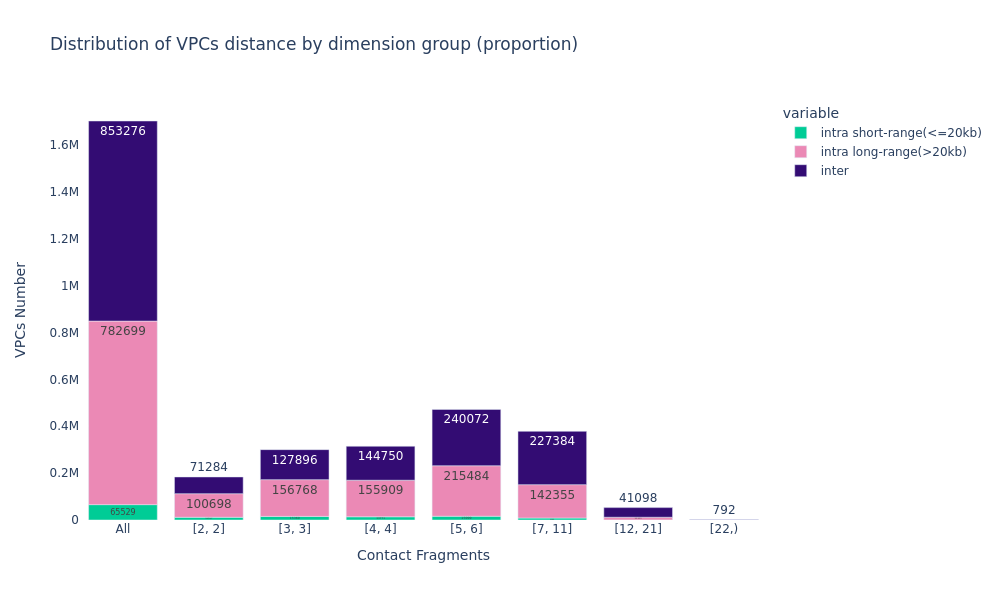 Distribution of VPCs distance by dimension group (proportion)
variable
intra short-range(<=20kb)
intra long-range(>20kb)
inter
VPCs Number
1.6M
1.4M
1.2M
1M
0.8M
0.6M
0.4M
0.2M
0
853276
782699
65529
71284
100698
127896
156768
144750
155909
240072
215484
227384
142355
41098
792
All
[2, 2]
[3, 3]
[4, 4]
[5, 6]
[7, 11]
[12, 21]
[22,)
Contact Fragments